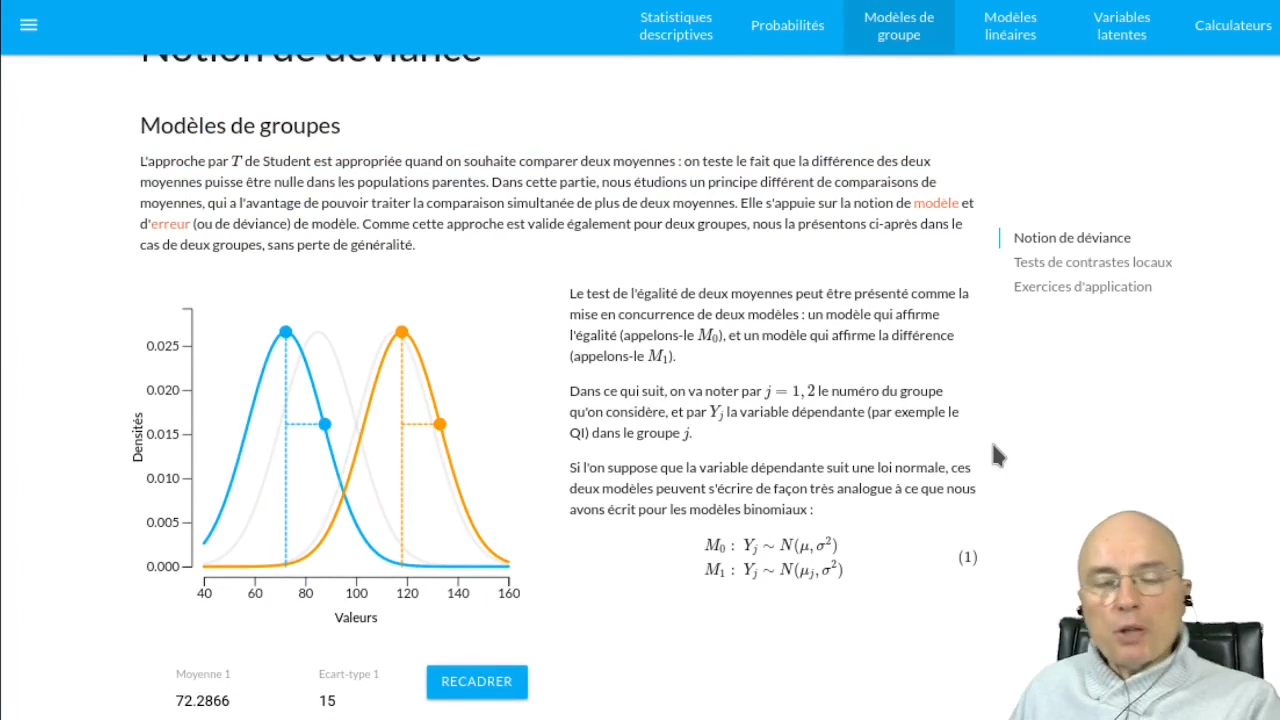 Statistiques descriptives
Probabilités
Modèles de groupe
Modèles linéaires
Variables latentes
Calculateurs
Notion de déviance
Modèles de groupes
L'approche par T de Student est appropriée quand on souhaite comparer deux moyennes : on teste le fait que la différence des deux
moyennes puisse être nulle dans les populations parentes. Dans cette partie, nous étudions un principe différent de comparaisons de
moyennes, qui a l'avantage de pouvoir traiter la comparaison simultanée de plus de deux moyennes. Elle s'appuie sur la notion de modèle et
d'erreur (ou de déviance) de modèle. Comme cette approche est valide également pour deux groupes, nous la présentons ci-après dans le
cas de deux groupes, sans perte de généralité.
Notion de déviance
Tests de contrastes locaux
Exercices d'application
Le test de l'égalité de deux moyennes peut être présenté comme la
mise en concurrence de deux modèles : un modèle qui affirme
l'égalité (appelons-le M₀), et un modèle qui affirme la différence
(appelons-le M₁).
Dans ce qui suit, on va noter par j = 1, 2 le numéro du groupe
qu'on considère, et par Yⱼ la variable dépendante (par exemple le
QI) dans le groupe j.
Si l'on suppose que la variable dépendante suit une loi normale, ces
deux modèles peuvent s'écrire de façon très analogue à ce que nous
avons écrit pour les modèles binomiaux :
M₀ : Yⱼ ∼ N(μ, σ²)
M₁ : Yⱼ ∼ N(μⱼ, σ²)
(1)
Densités
0.025
0.020
0.015
0.010
0.005
0.000
40 60 80 100 120 140 160
Valeurs
Moyenne 1
72.2866
Ecart-type 1
15
RECADRER